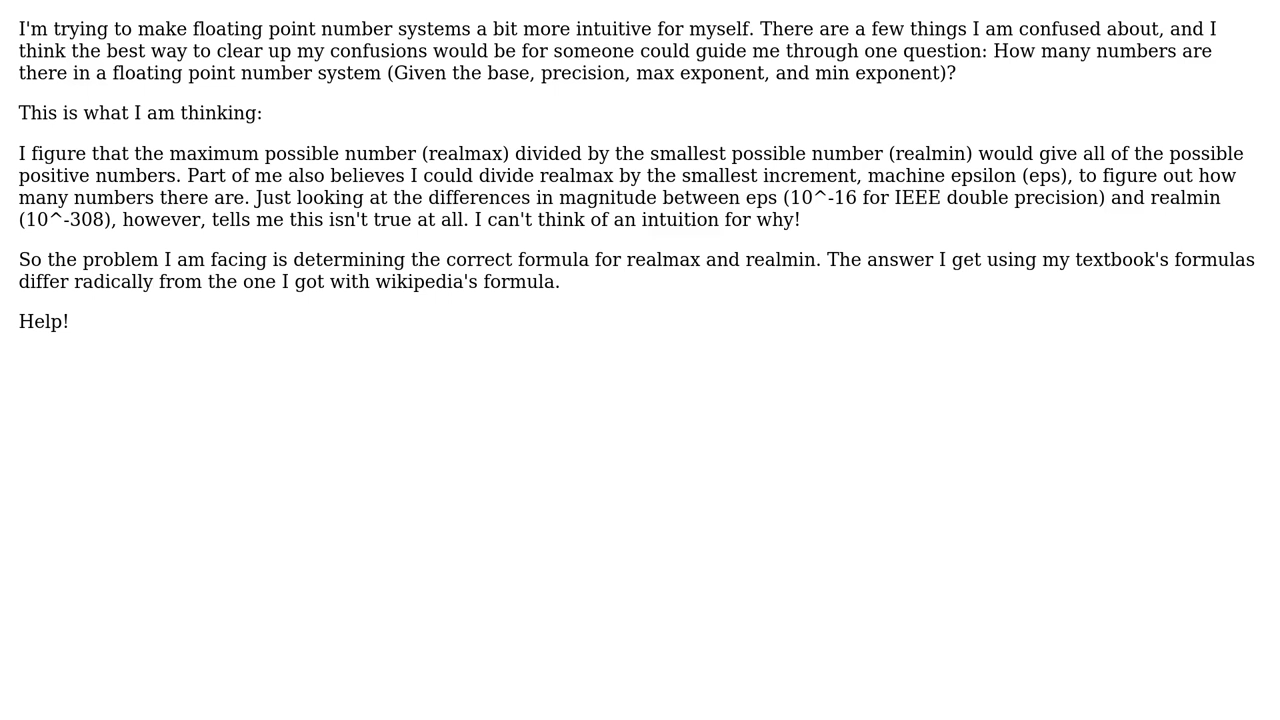 I'm trying to make floating point number systems a bit more intuitive for myself. There are a few things I am confused about, and I
think the best way to clear up my confusions would be for someone could guide me through one question: How many numbers are
there in a floating point number system (Given the base, precision, max exponent, and min exponent)?
This is what I am thinking:
I figure that the maximum possible number (realmax) divided by the smallest possible number (realmin) would give all of the possible
positive numbers. Part of me also believes I could divide realmax by the smallest increment, machine epsilon (eps), to figure out how
many numbers there are. Just looking at the differences in magnitude between eps (10^-16 for IEEE double precision) and realmin
(10^-308), however, tells me this isn't true at all. I can't think of an intuition for why!
So the problem I am facing is determining the correct formula for realmax and realmin. The answer I get using my textbook's formulas
differ radically from the one I got with wikipedia's formula.
Help!